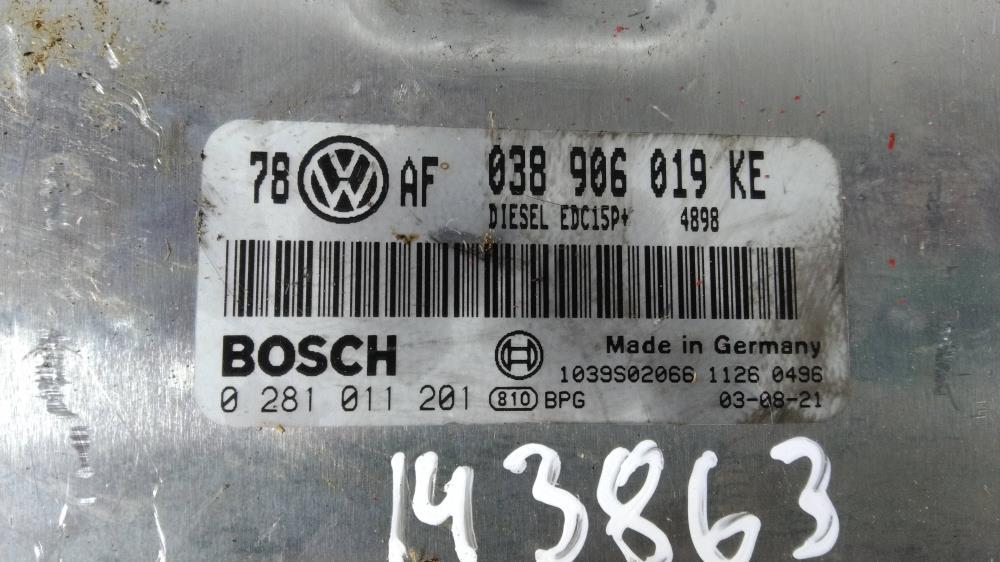 78 VW AF 038 906 019 KE
DIESEL EDC15P+ 4898
BOSCH
Made in Germany
1039S02066 1126 0496
0 281 011 201 810 BPG 03-08-21
143863